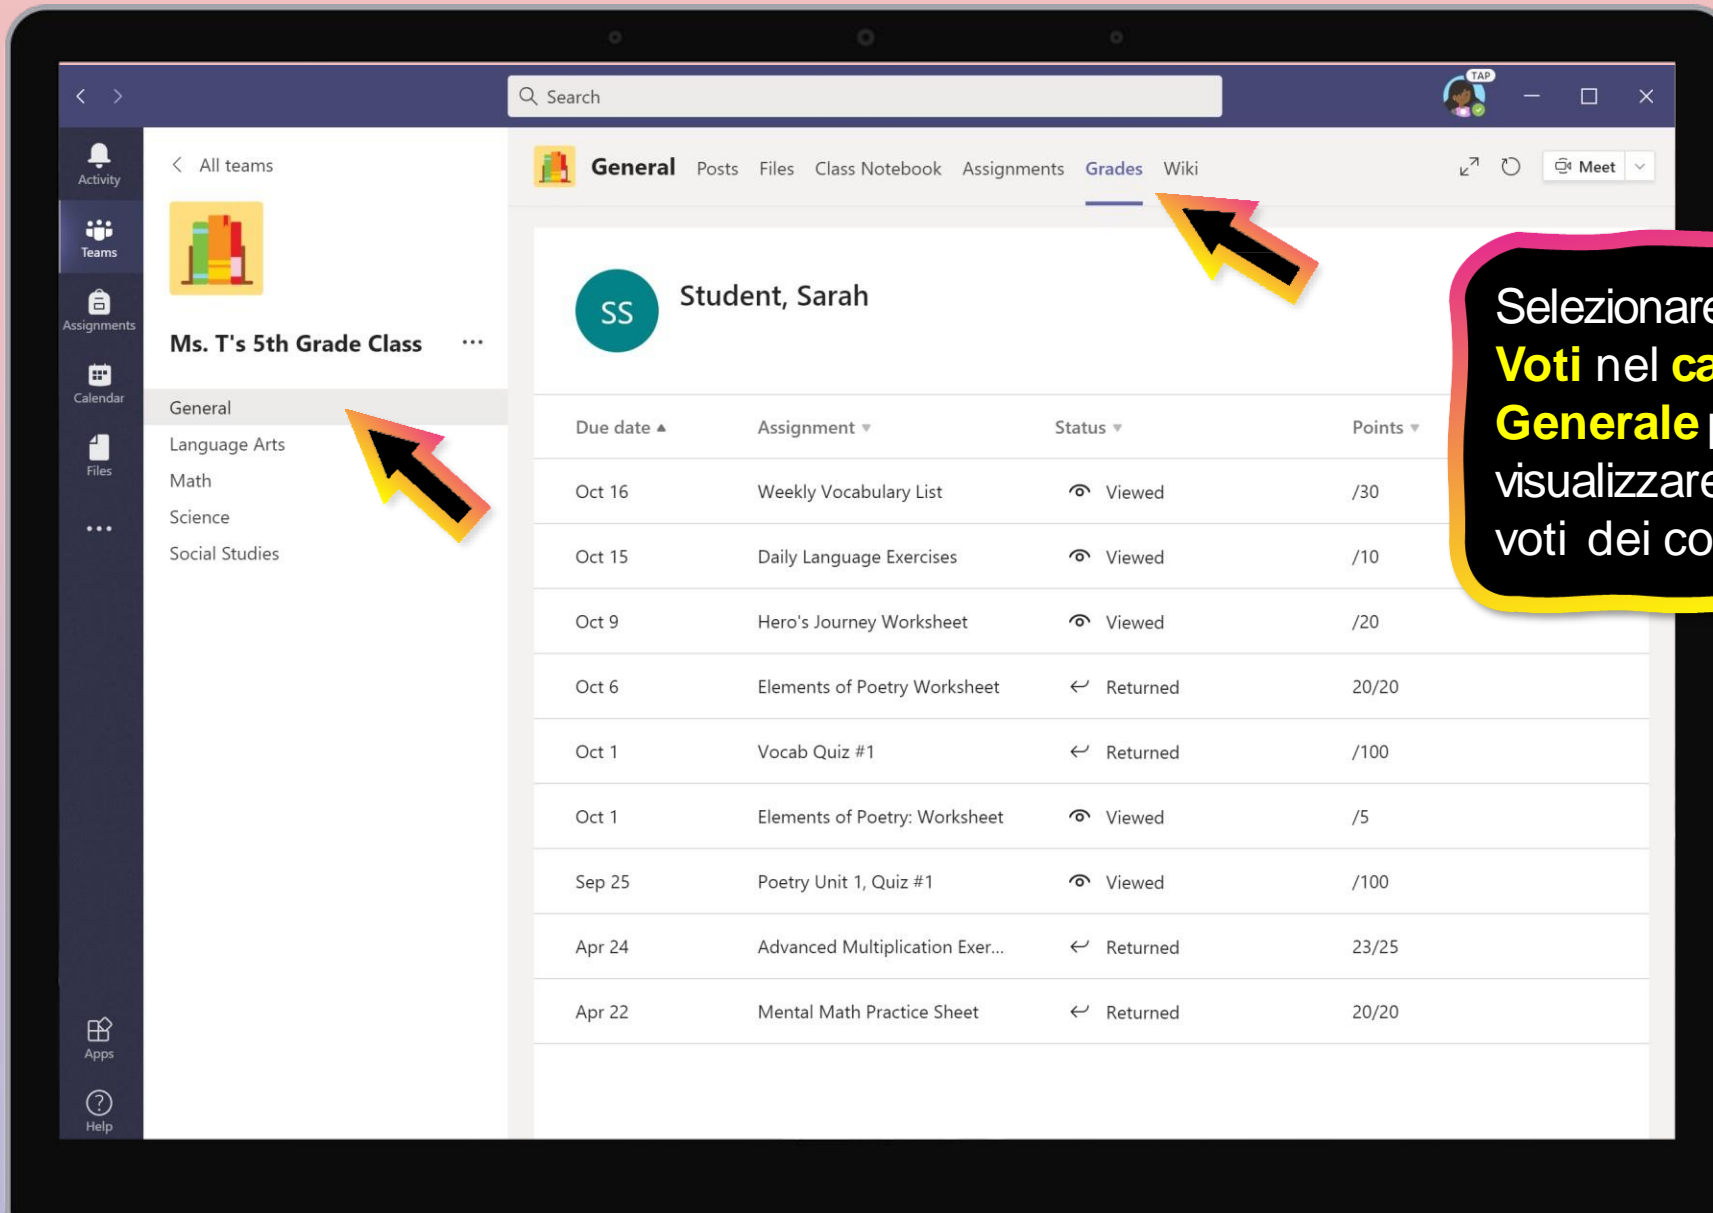 Search
TAP
Activity
Teams
Assignments
Calendar
Files
Apps
Help
All teams
Ms. T's 5th Grade Class
General
Language Arts
Math
Science
Social Studies
General Posts Files Class Notebook Assignments Grades Wiki
Meet
SS
Student, Sarah
Due date Assignment Status Points
Oct 16 Weekly Vocabulary List Viewed /30
Oct 15 Daily Language Exercises Viewed /10
Oct 9 Hero's Journey Worksheet Viewed /20
Oct 6 Elements of Poetry Worksheet Returned 20/20
Oct 1 Vocab Quiz #1 Returned /100
Oct 1 Elements of Poetry: Worksheet Viewed /5
Sep 25 Poetry Unit 1, Quiz #1 Viewed /100
Apr 24 Advanced Multiplication Exer... Returned 23/25
Apr 22 Mental Math Practice Sheet Returned 20/20
Selezionare
Voti nel
Generale
visualizzare
voti dei